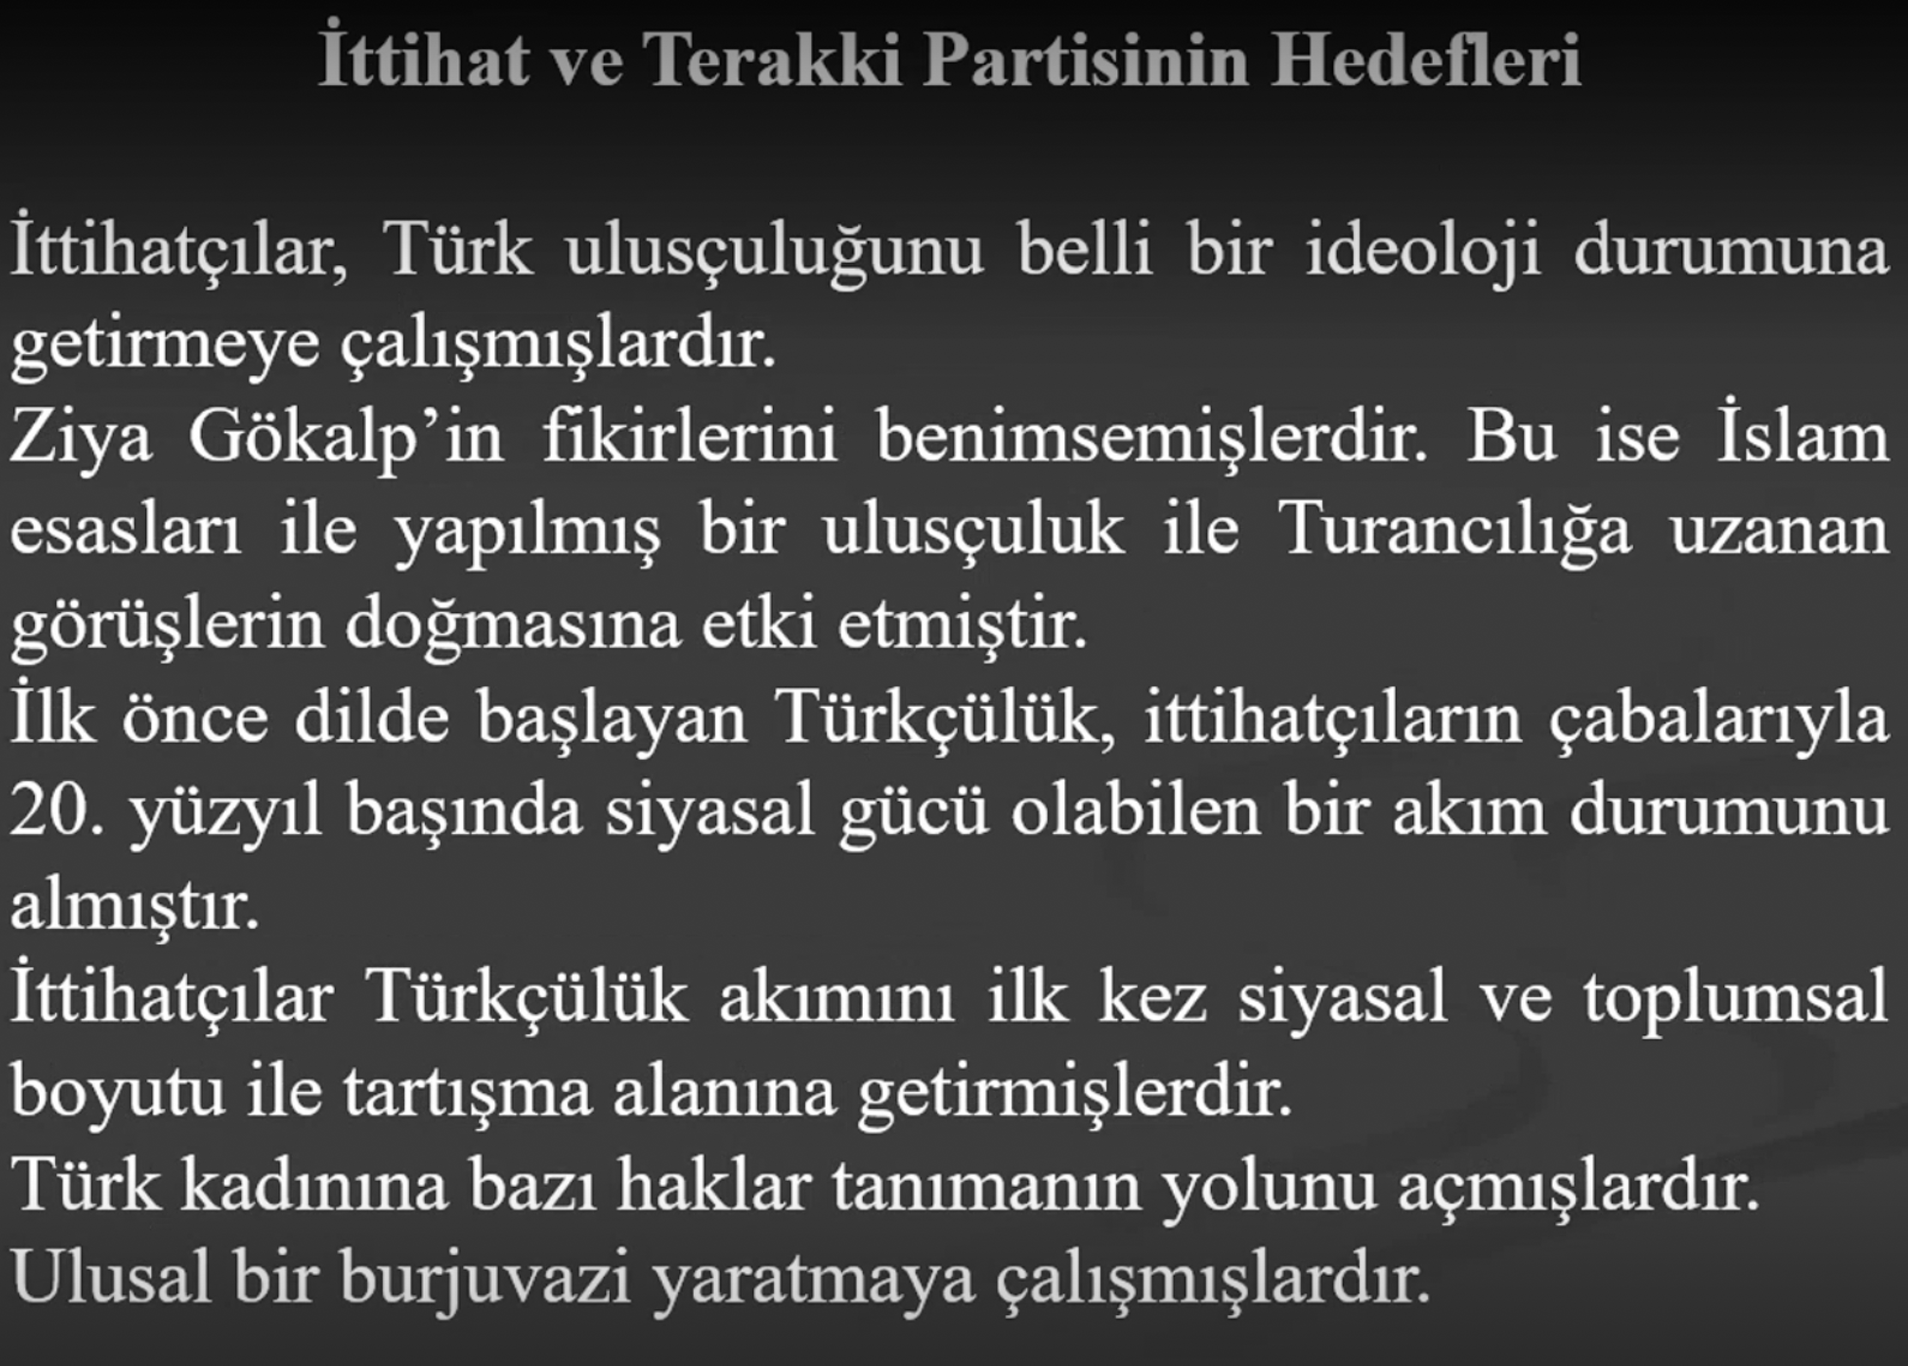 İttihat ve Terakki Partisinin Hedefleri
İttihatçılar, Türk ulusçuluğunu belli bir ideoloji durumuna
getirmeye çalışmışlardır.
Ziya Gökalp’in fikirlerini benimsemişlerdir. Bu ise İslam
esasları ile yapılmış bir ulusçuluk ile Turancılığa uzanan
görüşlerin doğmasına etki etmiştir.
İlk önce dilde başlayan Türkçülük, ittihatçıların çabalarıyla
20. yüzyıl başında siyasal gücü olabilen bir akım durumunu
almıştır.
İttihatçılar Türkçülük akımını ilk kez siyasal ve toplumsal
boyutu ile tartışma alanına getirmişlerdir.
Türk kadınına bazı haklar tanımanın yolunu açmışlardır.
Ulusal bir burjuvazi yaratmaya çalışmışlardır.